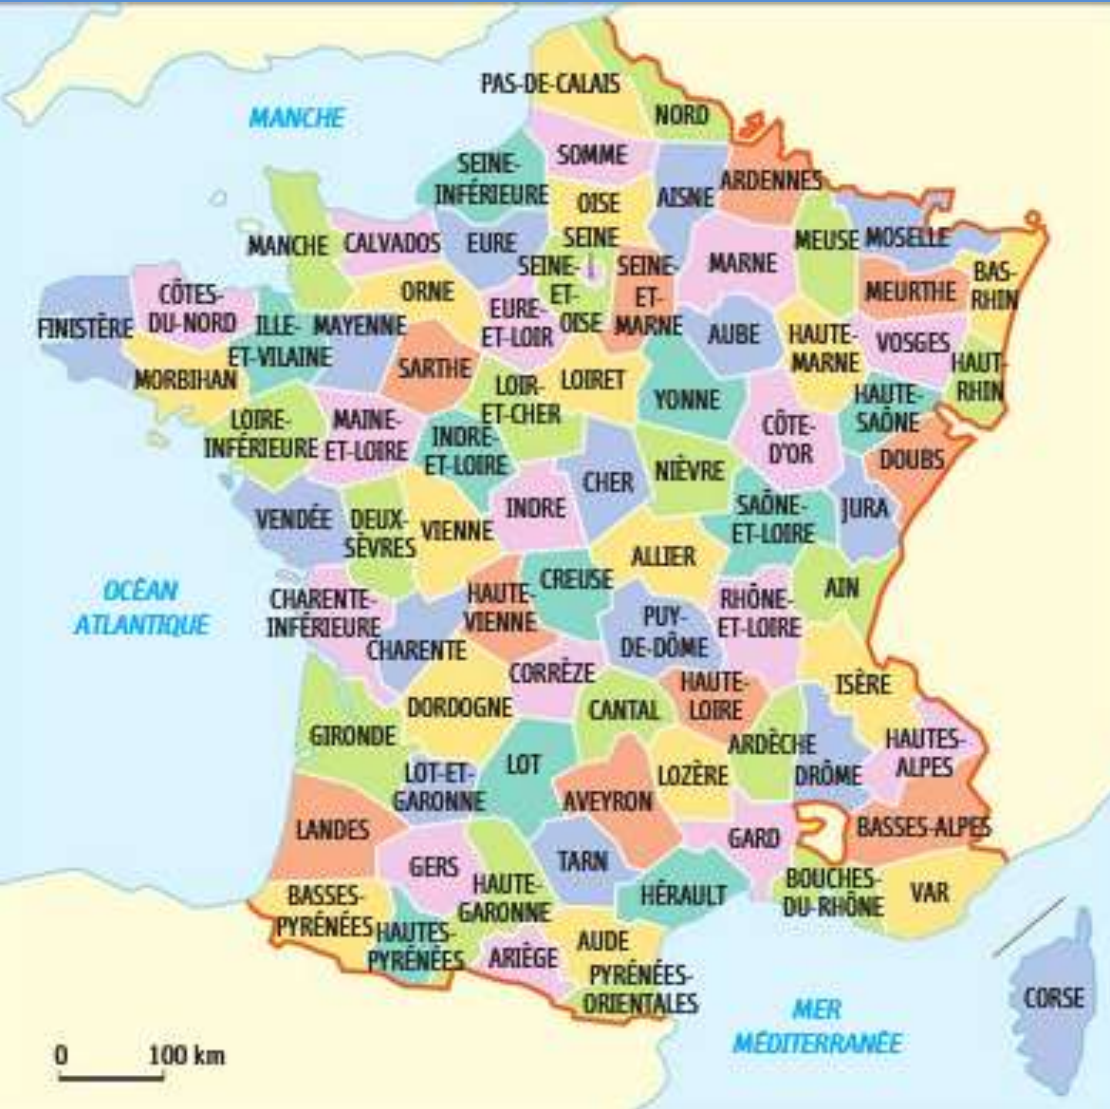 PAS-DE-CALAIS
NORD
MANCHE
SOMME
SEINE-
INFÉRIEURE
OISE
AISNE
ARDENNES
MANCHE
CALVADOS
EURE
SEINE
SEINE-
ET-
OISE
SEINE-
ET-
MARNE
MARNE
MEUSE
MOSELLE
MEURTHE
BAS-
RHIN
FINISTÈRE
CÔTES-
DU-NORD
ILLE-
ET-VILAINE
MAYENNE
ORNE
EURE-
ET-LOIR
AUBE
HAUTE-
MARNE
VOSGES
HAUT-
RHIN
MORBIHAN
SARTHE
LOIR-
ET-CHER
LOIRET
YONNE
HAUTE-
SAÔNE
LOIRE-
INFÉRIEURE
MAINE-
ET-LOIRE
INDRE-
ET-LOIRE
CÔTE-
D'OR
DOUBS
CHER
NIÈVRE
VENDÉE
DEUX-
SÈVRES
VIENNE
INDRE
SAÔNE-
ET-LOIRE
JURA
ALLIER
OCÉAN
ATLANTIQUE
CHARENTE-
INFÉRIEURE
HAUTE-
VIENNE
CREUSE
PUY-
DE-DÔME
RHÔNE-
ET-LOIRE
AIN
CHARENTE
CORRÈZE
ISÈRE
DORDOGNE
CANTAL
HAUTE-
LOIRE
GIRONDE
LOT
ARDÈCHE
DRÔME
HAUTES-
ALPES
LOT-ET-
GARONNE
AVEYRON
LOZÈRE
LANDES
GARD
BASSES-ALPES
GERS
TARN
HÉRAULT
BOUCHES-
DU-RHÔNE
VAR
BASSES-
PYRÉNÉES
HAUTE-
GARONNE
HAUTES-
PYRÉNÉES
ARIÈGE
AUDE
PYRÉNÉES-
ORIENTALES
MER
MÉDITERRANÉE
CORSE
0 100 km